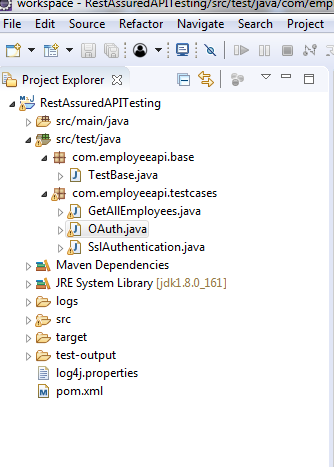 workspace - RestAssuredAPITesting/src/test/java/com/emp
File Edit Source Refactor Navigate Search Proj
Project Explorer
RestAssuredAPITesting
src/main/java
src/test/java
com.employeeapi.base
TestBase.java
com.employeeapi.testcases
GetAllEmployees.java
OAuth.java
SslAuthentication.java
Maven Dependencies
JRE System Library [jdk1.8.0_161]
logs
src
target
test-output
log4j.properties
pom.xml